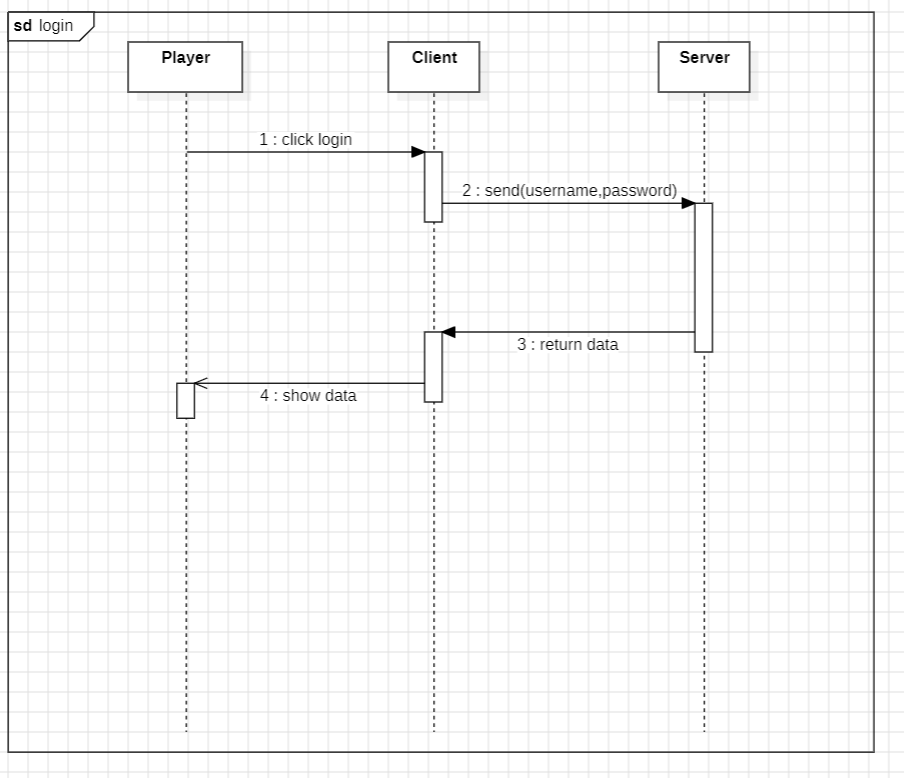 sd login
Player
Client
Server
1 : click login
2 : send(username,password)
3 : return data
4 : show data